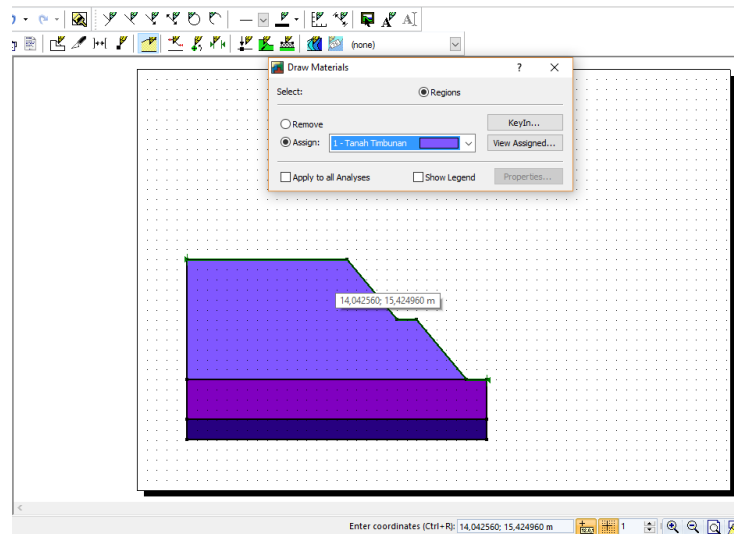 A A
(none)
Draw Materials ? ×
Select: Regions
Remove KeyIn...
Assign: 1 - Tanah Timbunan View Assigned...
Apply to all Analyses Show Legend Properties...
14,042560; 15,424960 m
Enter coordinates (Ctrl+R): 14,042560; 15,424960 m 1